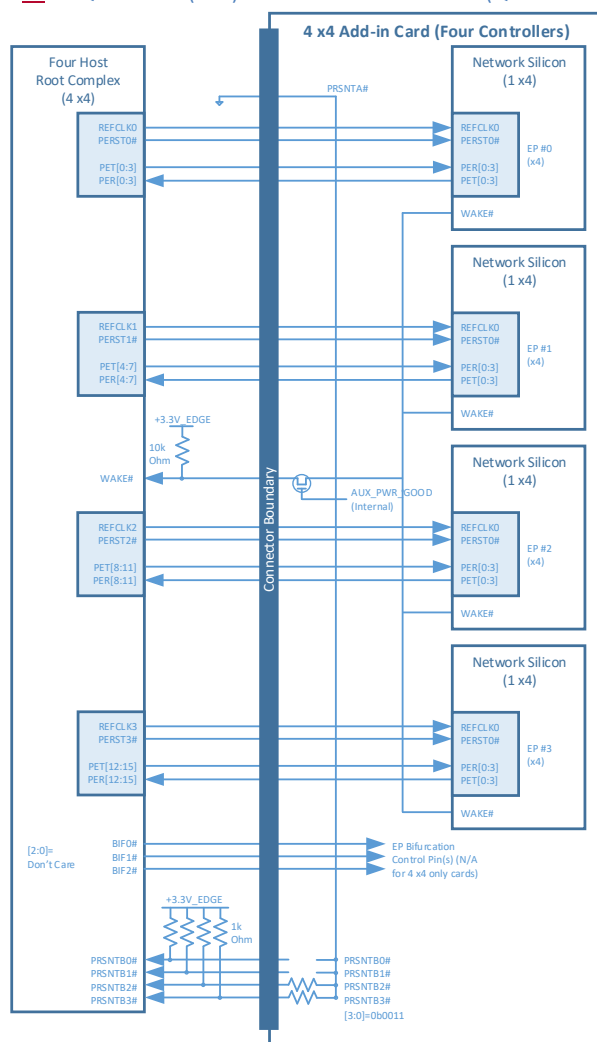 4 x4 Add-in Card (Four Controllers)
Four Host
Root Complex
(4 x4)
Network Silicon
(1 x4)
PRSNTA#
REFCLK0
PERST0#
PET[0:3]
PER[0:3]
REFCLK0
PERST0#
PER[0:3]
PET[0:3]
EP #0
(x4)
WAKE#
Network Silicon
(1 x4)
REFCLK1
PERST1#
PET[4:7]
PER[4:7]
REFCLK0
PERST0#
PER[0:3]
PET[0:3]
EP #1
(x4)
WAKE#
+3.3V_EDGE
10k
Ohm
WAKE#
Connector Boundary
AUX_PWR_GOOD
(Internal)
Network Silicon
(1 x4)
REFCLK2
PERST2#
PET[8:11]
PER[8:11]
REFCLK0
PERST0#
PER[0:3]
PET[0:3]
EP #2
(x4)
WAKE#
Network Silicon
(1 x4)
REFCLK3
PERST3#
PET[12:15]
PER[12:15]
REFCLK0
PERST0#
PER[0:3]
PET[0:3]
EP #3
(x4)
WAKE#
[2:0]=
Don't Care
BIF0#
BIF1#
BIF2#
EP Bifurcation
Control Pin(s) (N/A
for 4 x4 only cards)
+3.3V_EDGE
1k
Ohm
PRSNTB0#
PRSNTB1#
PRSNTB2#
PRSNTB3#
PRSNTB0#
PRSNTB1#
PRSNTB2#
PRSNTB3#
[3:0]=0b0011